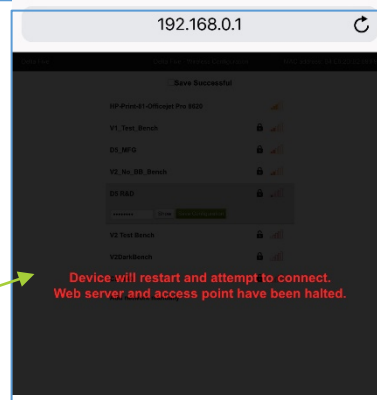 192.168.0.1
Save Successful
HP-Print-61-Officejet Pro 8620
V1_Test_Bench
DS_MFG
V2_No_BB_Bench
DS R&D
V2 Test Bench
V2DarkBench
Device will restart and attempt to connect.
Web server and access point have been halted.